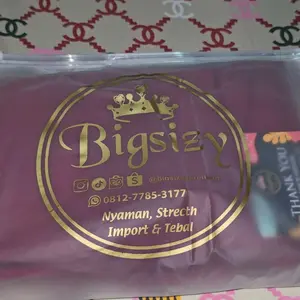 Bigsizy
0812-7785-3177
Nyaman, Strecth
Import & Tebal
THANK YOU